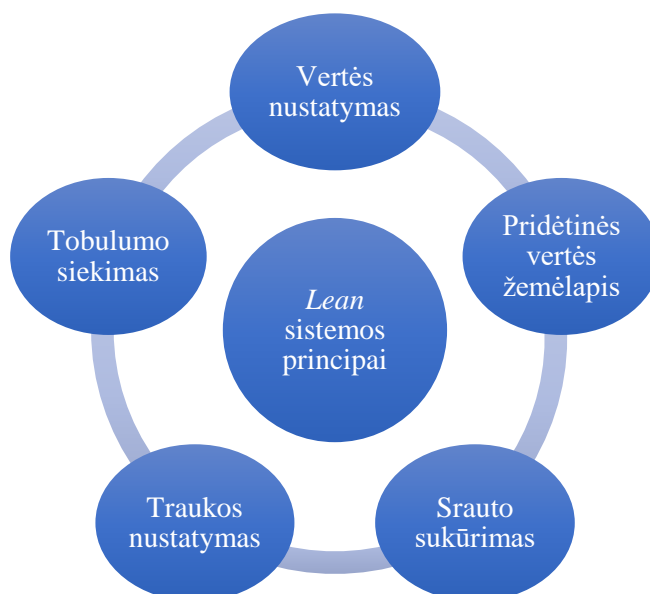 Vertės
nustatymas
Pridėtinės
vertės
žemėlapis
Srauto
sukūrimas
Traukos
nustatymas
Tobulumo
siekimas
Lean
sistemos
principai